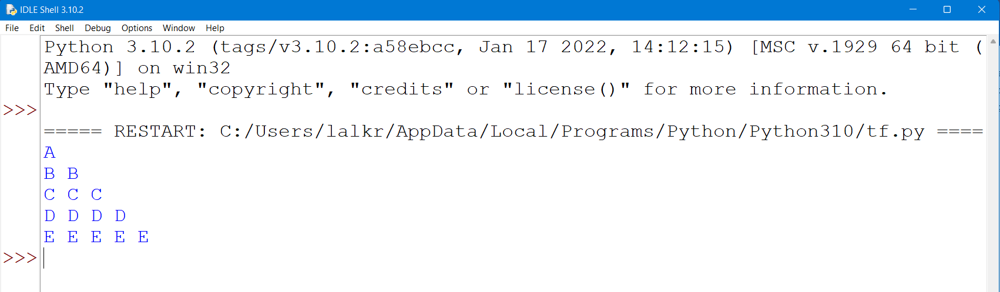 IDLE Shell 3.10.2
File Edit Shell Debug Options Window Help
Python 3.10.2 (tags/v3.10.2:a58ebcc, Jan 17 2022, 14:12:15) [MSC v.1929 64 bit (
AMD64)] on win32
Type "help", "copyright", "credits" or "license()" for more information.
>>>
===== RESTART: C:/Users/lalkr/AppData/Local/Programs/Python/Python310/tf.py ====
A
B B
C C C
D D D D
E E E E E
>>>